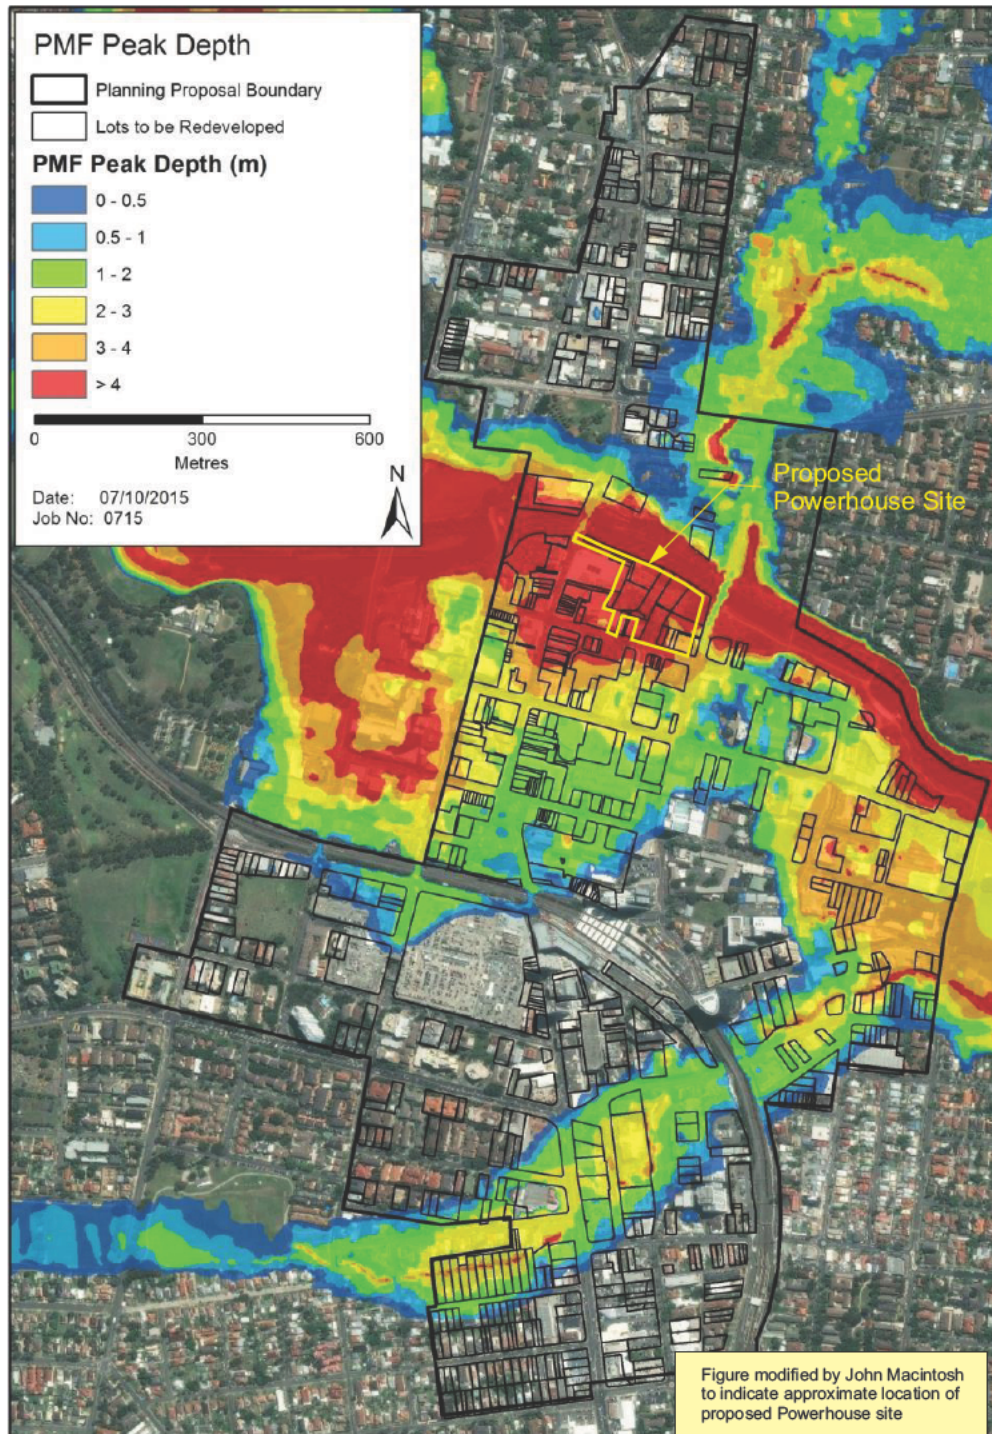 PMF Peak Depth
Planning Proposal Boundary
Lots to be Redeveloped
PMF Peak Depth (m)
0 - 0.5
0.5 - 1
1 - 2
2 - 3
3 - 4
> 4
0 300 600
Metres
N
Date: 07/10/2015
Job No: 0715
Proposed
Powerhouse Site
Figure modified by John Macintosh
to indicate approximate location of
proposed Powerhouse site